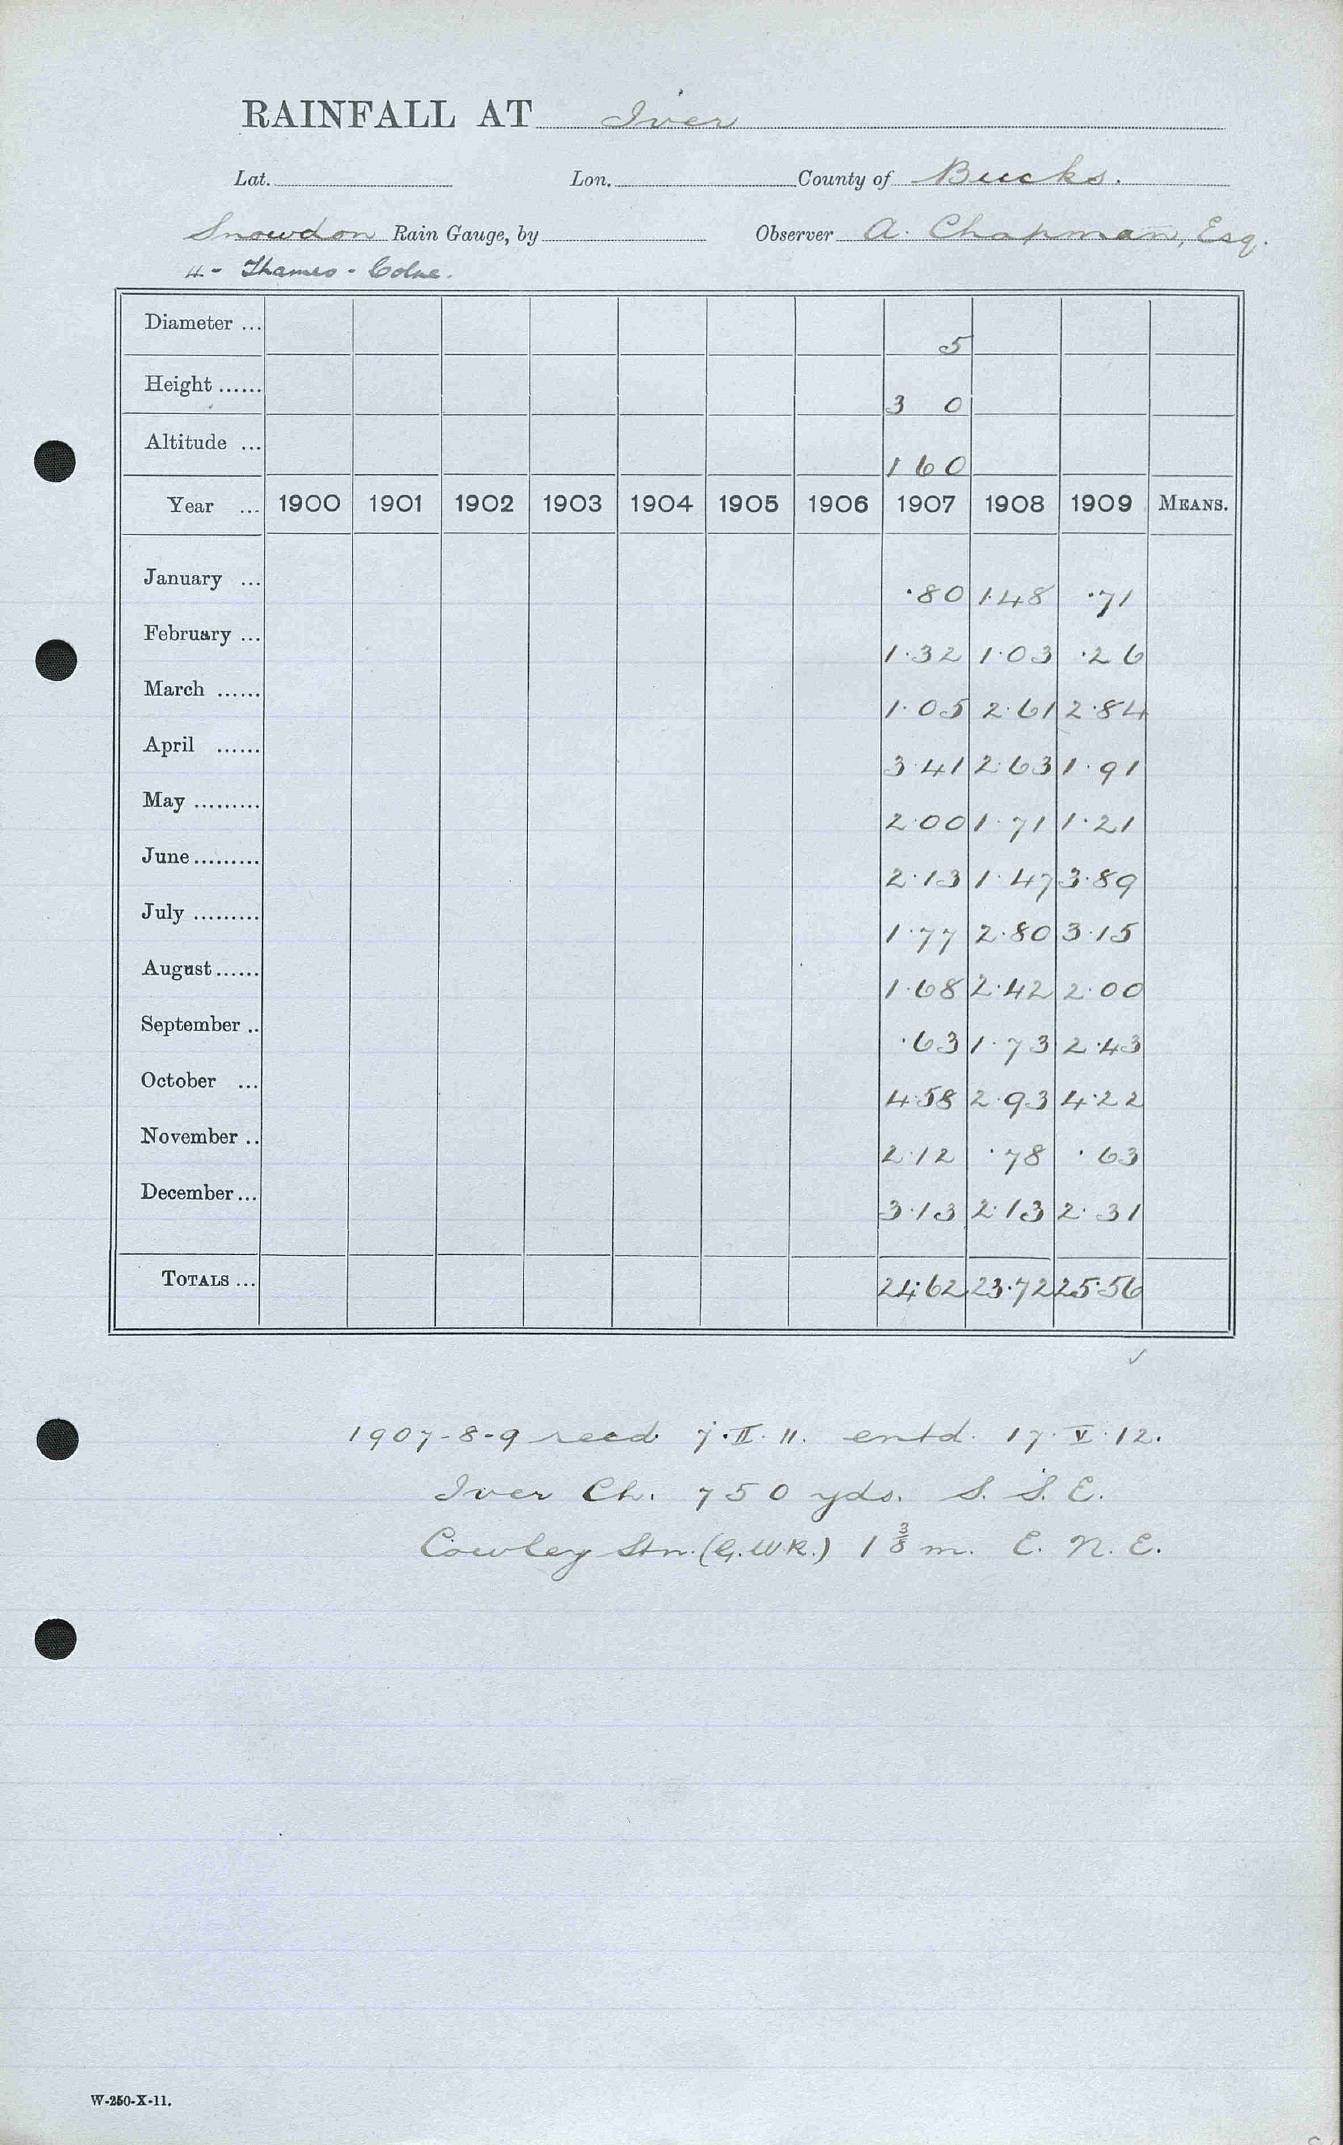 RAINFALL AT Iver
Lat. Lon. County of Bucks.
Snowdon Rain Gauge, by Observer A. Chapman, Esq.
4 - Thames - Colne.
Diameter ... 5
Height ...... 3 0
Altitude ... 160
Year ... 1900 1901 1902 1903 1904 1905 1906 1907 1908 1909 MEANS.
January ... ·80 1·48 ·71
February ... 1·32 1·03 ·26
March ...... 1·05 2·61 2·84
April ...... 3·41 2·63 1·91
May ......... 2·00 1·71 1·21
June ......... 2·13 1·47 3·89
July ......... 1·77 2·80 3·15
August ...... 1·68 2·42 2·00
September .. ·63 1·73 2·43
October ... 4·58 2·93 4·22
November .. 2·12 ·78 ·63
December ... 3·13 2·13 2·31
TOTALS ... 24·62 23·72 25·56
1907-8-9 recd. 7.II.11. entd. 17.V.12.
Iver Ch. 750 yds. S. S. E.
Cowley Stn. (G.W.R.) 1 3/8 m. E. N. E.
W-250-X-11.